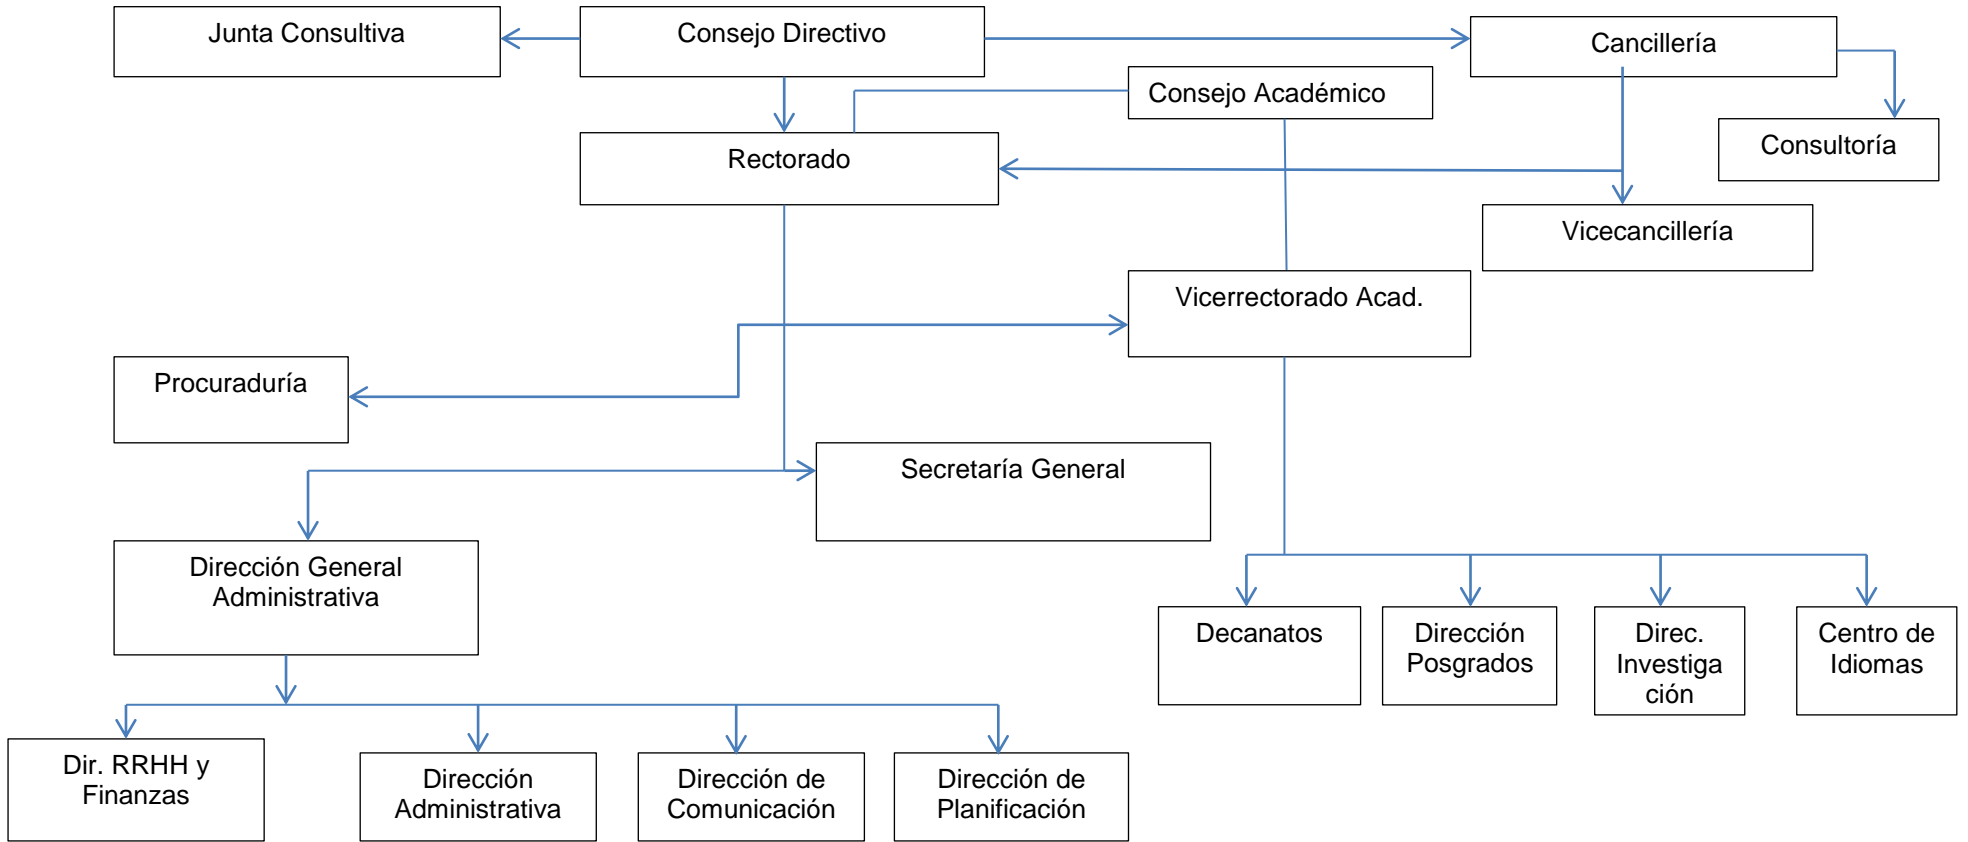 Junta Consultiva
Consejo Directivo
Cancillería
Consejo Académico
Rectorado
Consultoría
Vicecancillería
Vicerrectorado Acad.
Procuraduría
Secretaría General
Dirección General
Administrativa
Decanatos
Dirección
Posgrados
Direc.
Investiga
ción
Centro de
Idiomas
Dir. RRHH y
Finanzas
Dirección
Administrativa
Dirección de
Comunicación
Dirección de
Planificación